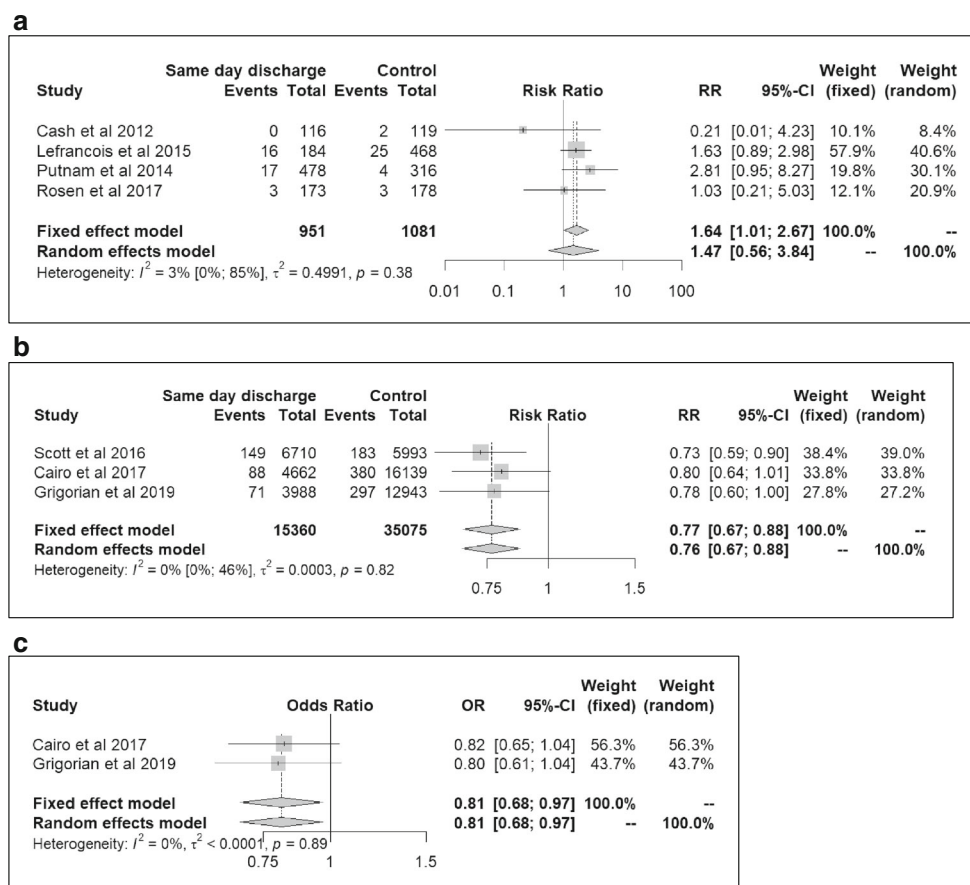 a
Same day discharge Control Weight Weight
Study Events Total Events Total Risk Ratio RR 95%-CI (fixed) (random)
Cash et al 2012 0 116 2 119 0.21 [0.01; 4.23] 10.1% 8.4%
Lefrancois et al 2015 16 184 25 468 1.63 [0.89; 2.98] 57.9% 40.6%
Putnam et al 2014 17 478 4 316 2.81 [0.95; 8.27] 19.8% 30.1%
Rosen et al 2017 3 173 3 178 1.03 [0.21; 5.03] 12.1% 20.9%
Fixed effect model 951 1081 1.64 [1.01; 2.67] 100.0% --
Random effects model 1.47 [0.56; 3.84] -- 100.0%
Heterogeneity: I² = 3% [0%; 85%], τ² = 0.4991, p = 0.38
0.01 0.1 1 10 100
b
Same day discharge Control Weight Weight
Study Events Total Events Total Risk Ratio RR 95%-CI (fixed) (random)
Scott et al 2016 149 6710 183 5993 0.73 [0.59; 0.90] 38.4% 39.0%
Cairo et al 2017 88 4662 380 16139 0.80 [0.64; 1.01] 33.8% 33.8%
Grigorian et al 2019 71 3988 297 12943 0.78 [0.60; 1.00] 27.8% 27.2%
Fixed effect model 15360 35075 0.77 [0.67; 0.88] 100.0% --
Random effects model 0.76 [0.67; 0.88] -- 100.0%
Heterogeneity: I² = 0% [0%; 46%], τ² = 0.0003, p = 0.82
0.75 1 1.5
c
Weight Weight
Study Odds Ratio OR 95%-CI (fixed) (random)
Cairo et al 2017 0.82 [0.65; 1.04] 56.3% 56.3%
Grigorian et al 2019 0.80 [0.61; 1.04] 43.7% 43.7%
Fixed effect model 0.81 [0.68; 0.97] 100.0% --
Random effects model 0.81 [0.68; 0.97] -- 100.0%
Heterogeneity: I² = 0%, τ² < 0.0001, p = 0.89
0.75 1 1.5